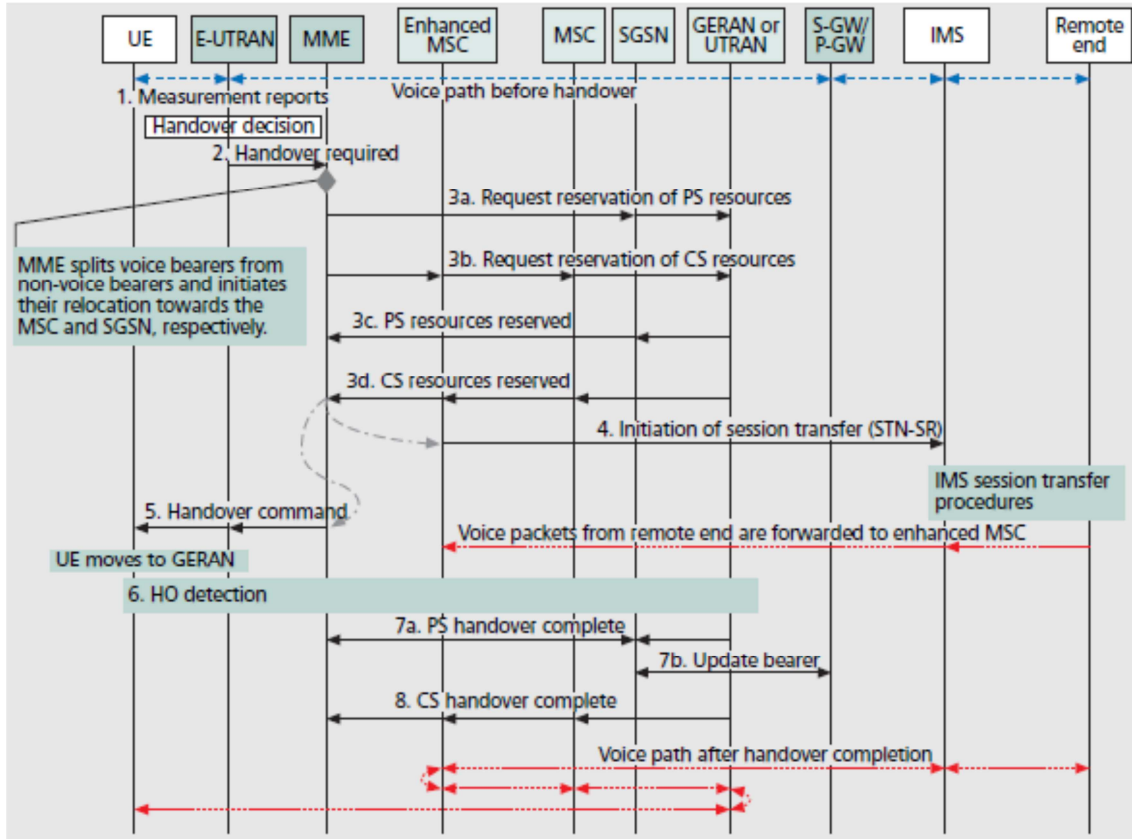 UE
E-UTRAN
MME
Enhanced
MSC
MSC
SGSN
GERAN or
UTRAN
S-GW/
P-GW
IMS
Remote
end
1. Measurement reports
Voice path before handover
Handover decision
2. Handover required
3a. Request reservation of PS resources
MME splits voice bearers from
non-voice bearers and initiates
their relocation towards the
MSC and SGSN, respectively.
3b. Request reservation of CS resources
3c. PS resources reserved
3d. CS resources reserved
4. Initiation of session transfer (STN-SR)
IMS session transfer
procedures
5. Handover command
Voice packets from remote end are forwarded to enhanced MSC
UE moves to GERAN
6. HO detection
7a. PS handover complete
7b. Update bearer
8. CS handover complete
Voice path after handover completion